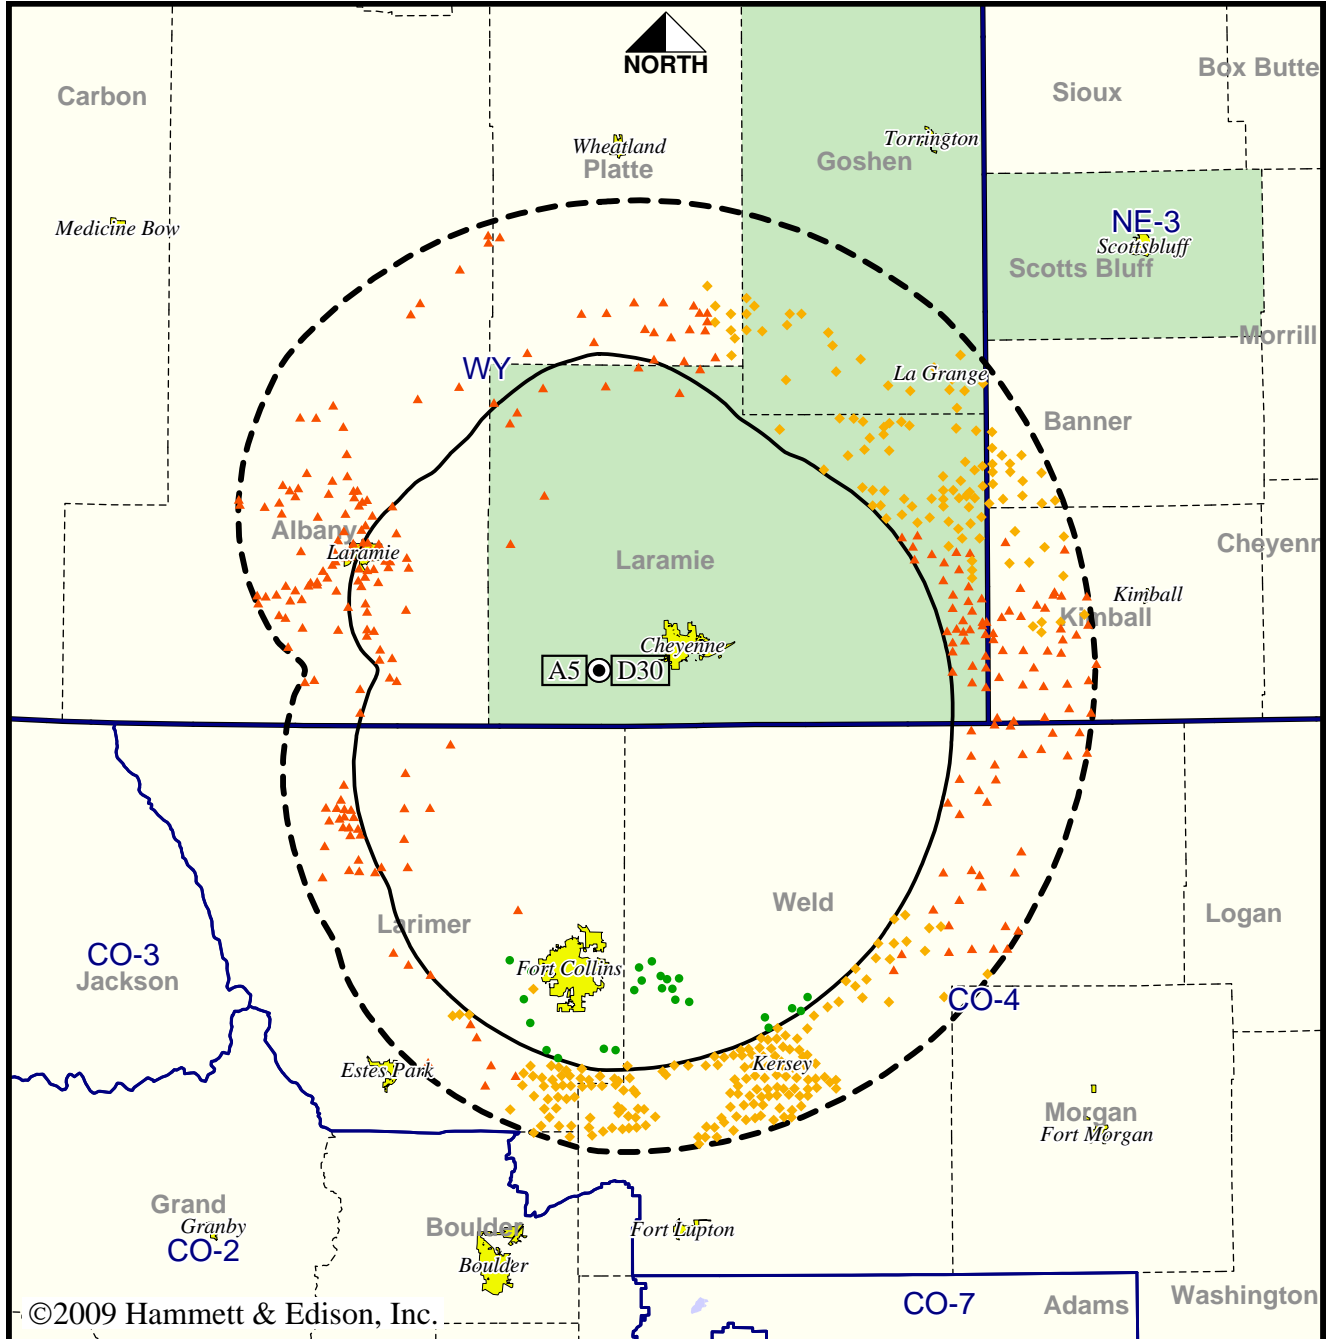 NORTH
Carbon
Box Butte
Sioux
Wheatland
Platte
Torrington
Goshen
Medicine Bow
NE-3
Scottsbluff
Scotts Bluff
Morrill
WY
La Grange
Banner
Albany
Laramie
Laramie
Cheyenn
Kimball
Kimball
Cheyenne
A5 D30
Weld
Larimer
Logan
CO-3
Jackson
Fort Collins
CO-4
Estes Park
Kersey
Morgan
Fort Morgan
Grand
Granby
CO-2
Boulder
Boulder
Fort Lupton
©2009 Hammett & Edison, Inc.
CO-7
Adams
Washington